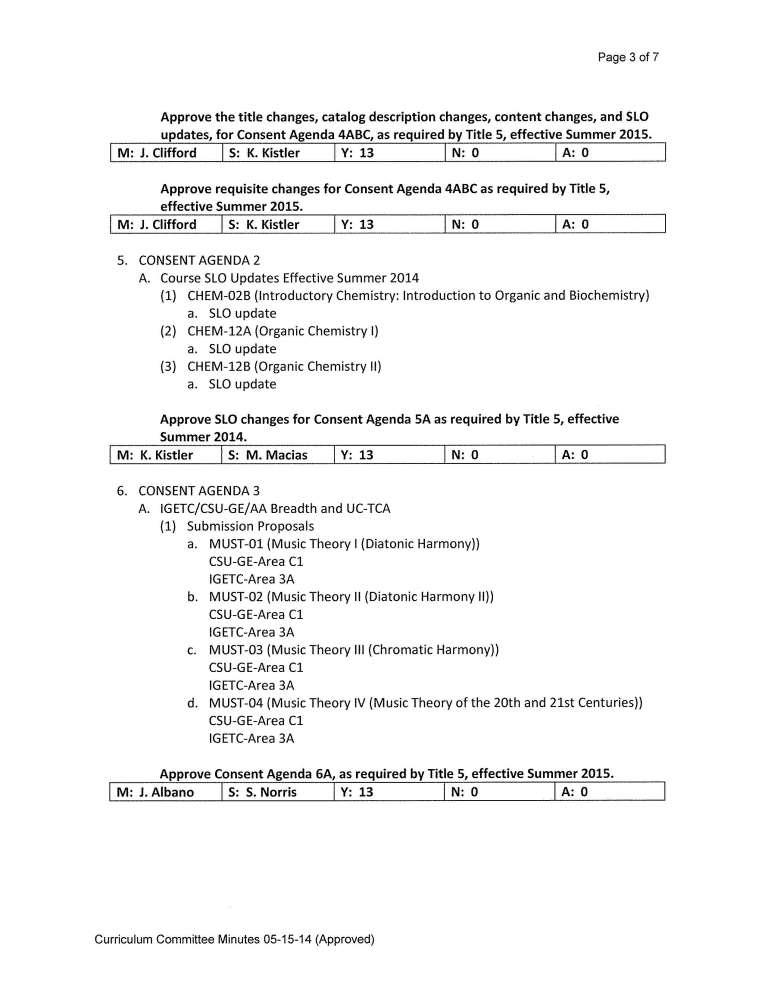 Page 3 of 7
Approve the title changes, catalog description changes, content changes, and SLO
updates, for Consent Agenda 4ABC, as required by Title 5, effective Summer 2015.
M: J. Clifford S: K. Kistler Y: 13 N: 0 A: 0
Approve requisite changes for Consent Agenda 4ABC as required by Title 5,
effective Summer 2015.
M: J. Clifford S: K. Kistler Y: 13 N: 0 A: 0
5. CONSENT AGENDA 2
A. Course SLO Updates Effective Summer 2014
(1) CHEM-02B (Introductory Chemistry: Introduction to Organic and Biochemistry)
a. SLO update
(2) CHEM-12A (Organic Chemistry I)
a. SLO update
(3) CHEM-12B (Organic Chemistry II)
a. SLO update
Approve SLO changes for Consent Agenda 5A as required by Title 5, effective
Summer 2014.
M: K. Kistler S: M. Macias Y: 13 N: 0 A: 0
6. CONSENT AGENDA 3
A. IGETC/CSU-GE/AA Breadth and UC-TCA
(1) Submission Proposals
a. MUST-01 (Music Theory I (Diatonic Harmony))
CSU-GE-Area C1
IGETC-Area 3A
b. MUST-02 (Music Theory II (Diatonic Harmony II))
CSU-GE-Area C1
IGETC-Area 3A
c. MUST-03 (Music Theory III (Chromatic Harmony))
CSU-GE-Area C1
IGETC-Area 3A
d. MUST-04 (Music Theory IV (Music Theory of the 20th and 21st Centuries))
CSU-GE-Area C1
IGETC-Area 3A
Approve Consent Agenda 6A, as required by Title 5, effective Summer 2015.
M: J. Albano S: S. Norris Y: 13 N: 0 A: 0
Curriculum Committee Minutes 05-15-14 (Approved)